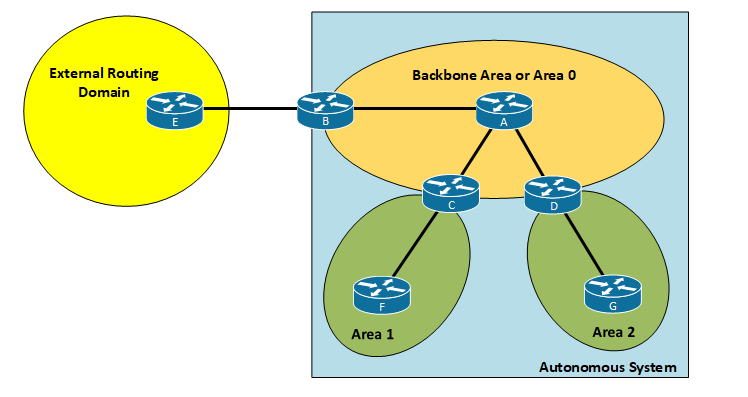 External Routing
Domain
Backbone Area or Area 0
E
B
A
C
D
F
G
Area 1
Area 2
Autonomous System